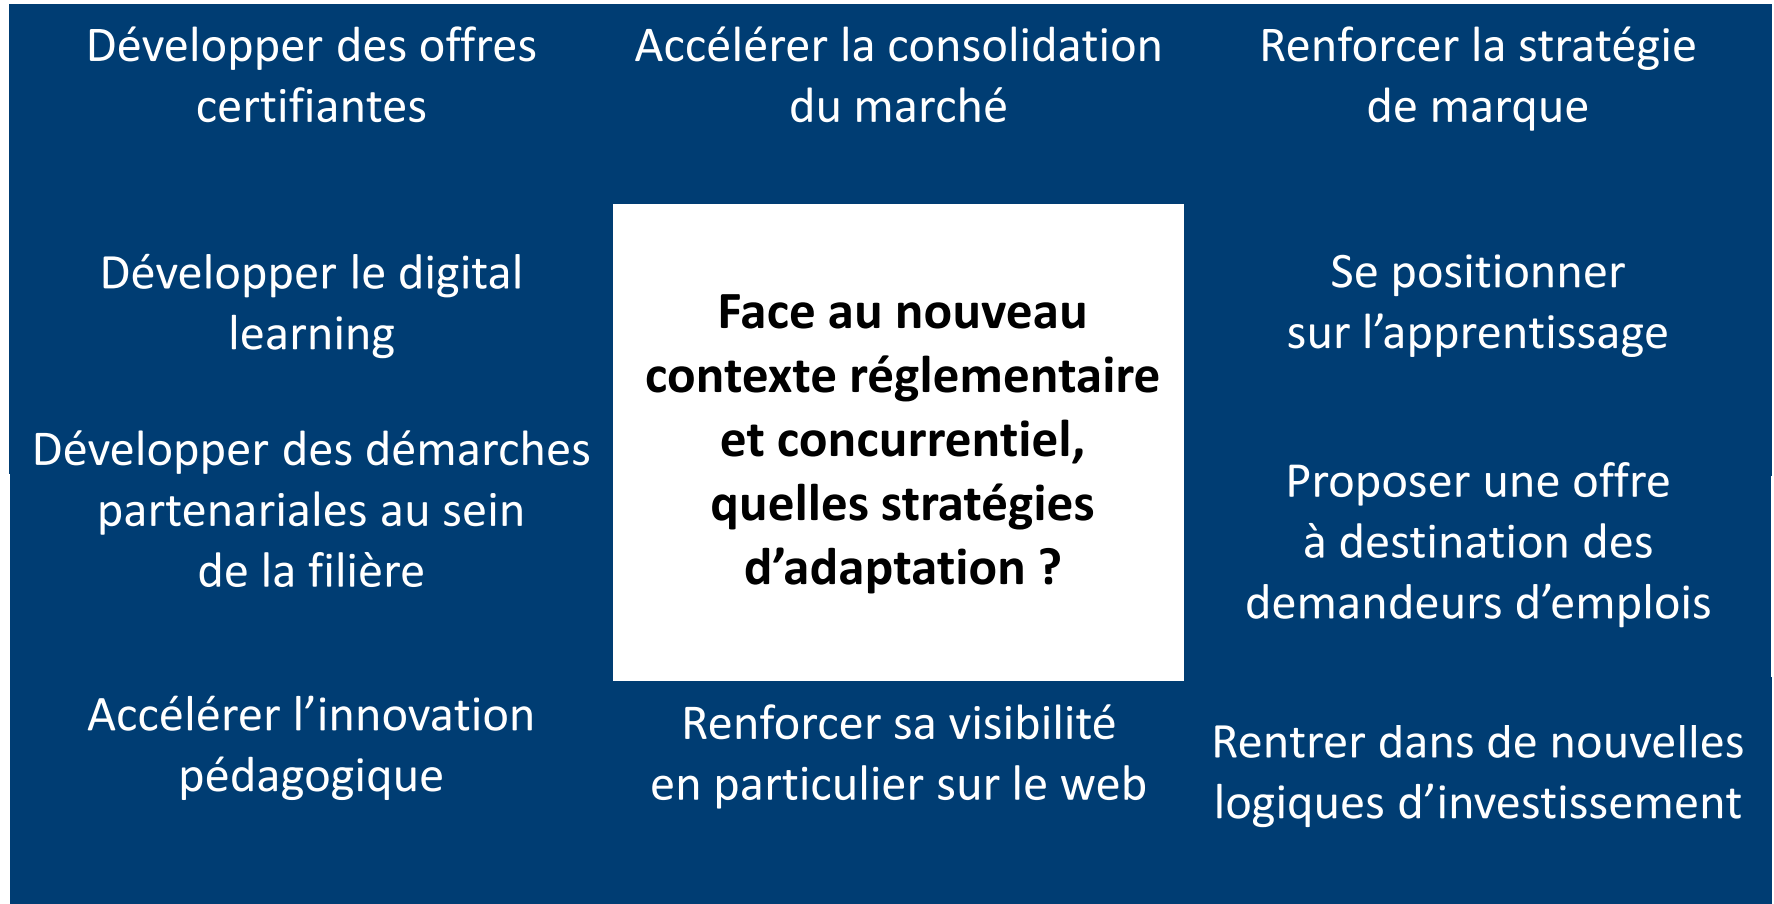 Développer des offres
certifiantes
Accélérer la consolidation
du marché
Renforcer la stratégie
de marque
Développer le digital
learning
Face au nouveau
contexte réglementaire
et concurrentiel,
quelles stratégies
d’adaptation ?
Se positionner
sur l’apprentissage
Développer des démarches
partenariales au sein
de la filière
Proposer une offre
à destination des
demandeurs d’emplois
Accélérer l’innovation
pédagogique
Renforcer sa visibilité
en particulier sur le web
Rentrer dans de nouvelles
logiques d’investissement